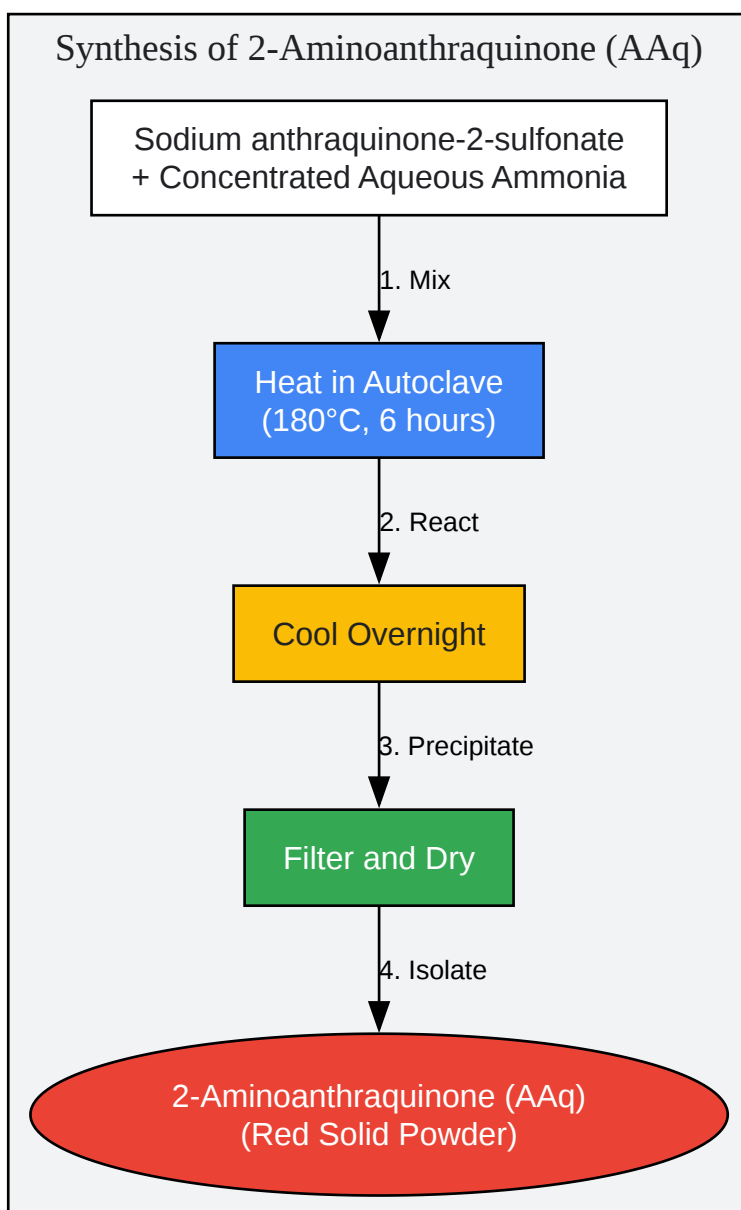 Synthesis of 2-Aminoanthraquinone (AAq)
Sodium anthraquinone-2-sulfonate
+ Concentrated Aqueous Ammonia
1. Mix
Heat in Autoclave
(180°C, 6 hours)
2. React
Cool Overnight
3. Precipitate
Filter and Dry
4. Isolate
2-Aminoanthraquinone (AAq)
(Red Solid Powder)